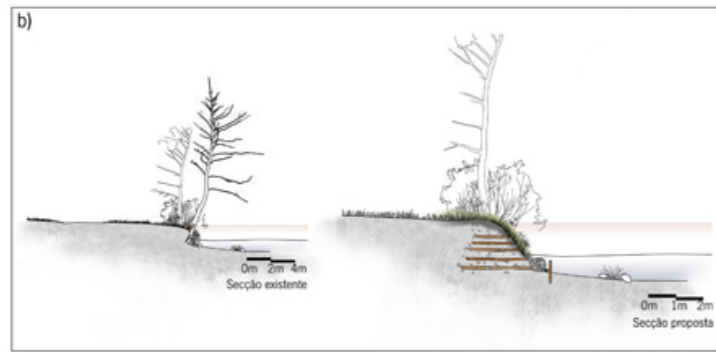 b)
0m 2m 4m
Secção existente
0m 1m 2m
Secção proposta